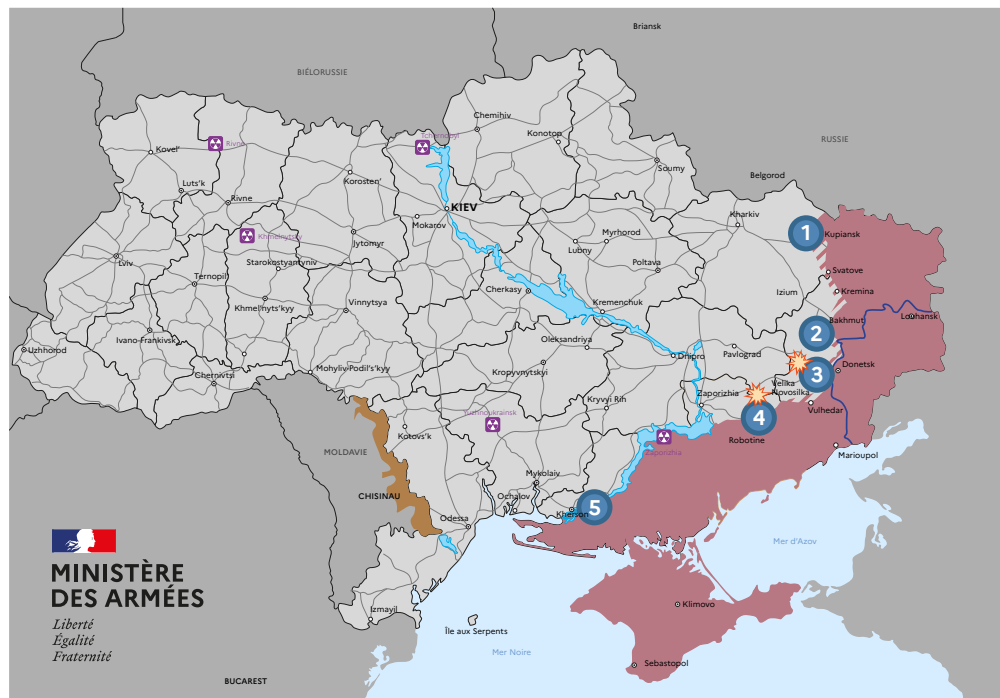 Briansk
BIÉLORUSSIE
Chemihiv
Konotop
Tchernobyl
RUSSIE
Rivne
Kovel'
Soumy
Belgorod
Korosten'
Luts'k
Rivne
KIEV
Kharkiv
Mokarov
1
Kupiansk
Khmelnytsky
Jytomyr
Myrhorod
Lubny
Lviv
Starokostyantyniv
Poltava
Svatove
Ternopil'
Cherkasy
Izium
Kremina
Khmel'nyts'kyy
Vinnytsya
Kremenchuk
Louhansk
Bakhmut
2
Ivano-Frankivsk
Oleksandriya
Uzhhorod
Dnipro
Pavlograd
Mohyliv-Podil's'kyy
Kropyvnytskyi
Donetsk
3
Chernivtsi
Velika
Novosilka
Zaporizhia
Kryvyi Rih
Vulhedar
4
Yuzhnoukrainsk
Kotovs'k
Robotine
MOLDAVIE
Zaporizhia
Marioupol
Mykolaiv
CHISINAU
Ochalov
5
Kherson
Odessa
Mer d'Azov
MINISTÈRE
DES ARMÉES
Liberté
Égalité
Fraternité
Izmayil
Klimovo
Île aux Serpents
Mer Noire
Sebastopol
BUCAREST